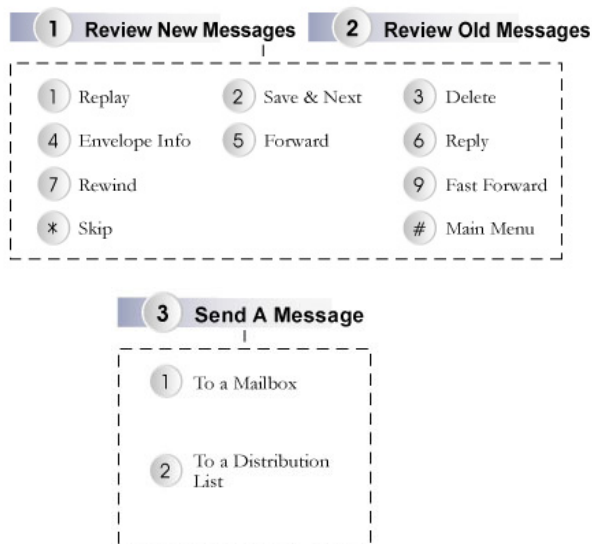 1 Review New Messages 2 Review Old Messages
1 Replay 2 Save & Next 3 Delete
4 Envelope Info 5 Forward 6 Reply
7 Rewind 9 Fast Forward
* Skip # Main Menu
3 Send A Message
1 To a Mailbox
2 To a Distribution
List